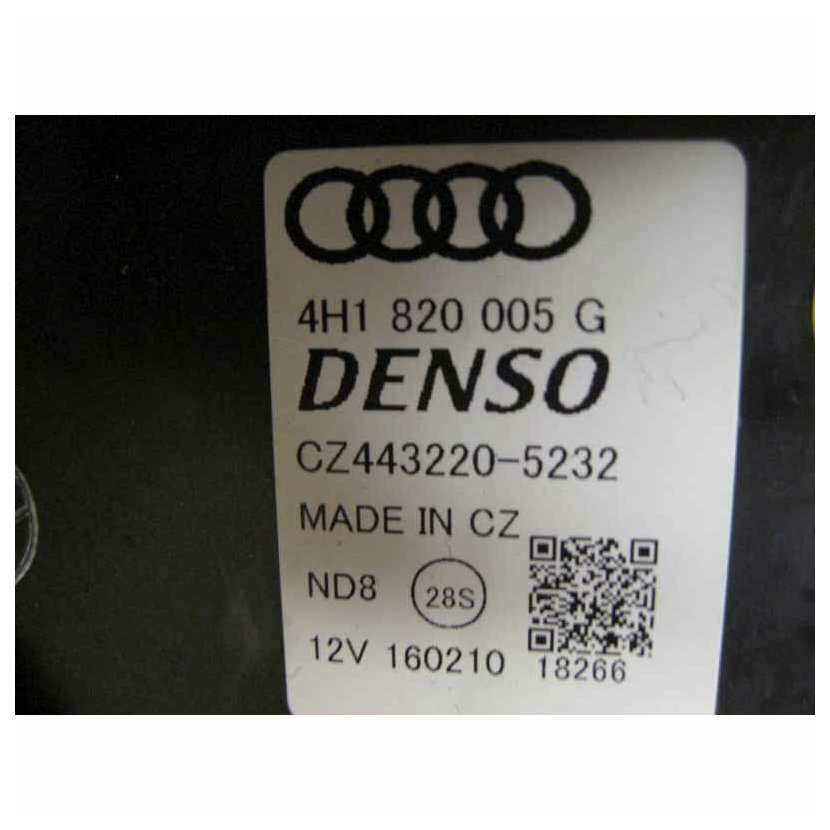 4H1 820 005 G
DENSO
CZ443220-5232
MADE IN CZ
ND8 28S
12V 160210 18266